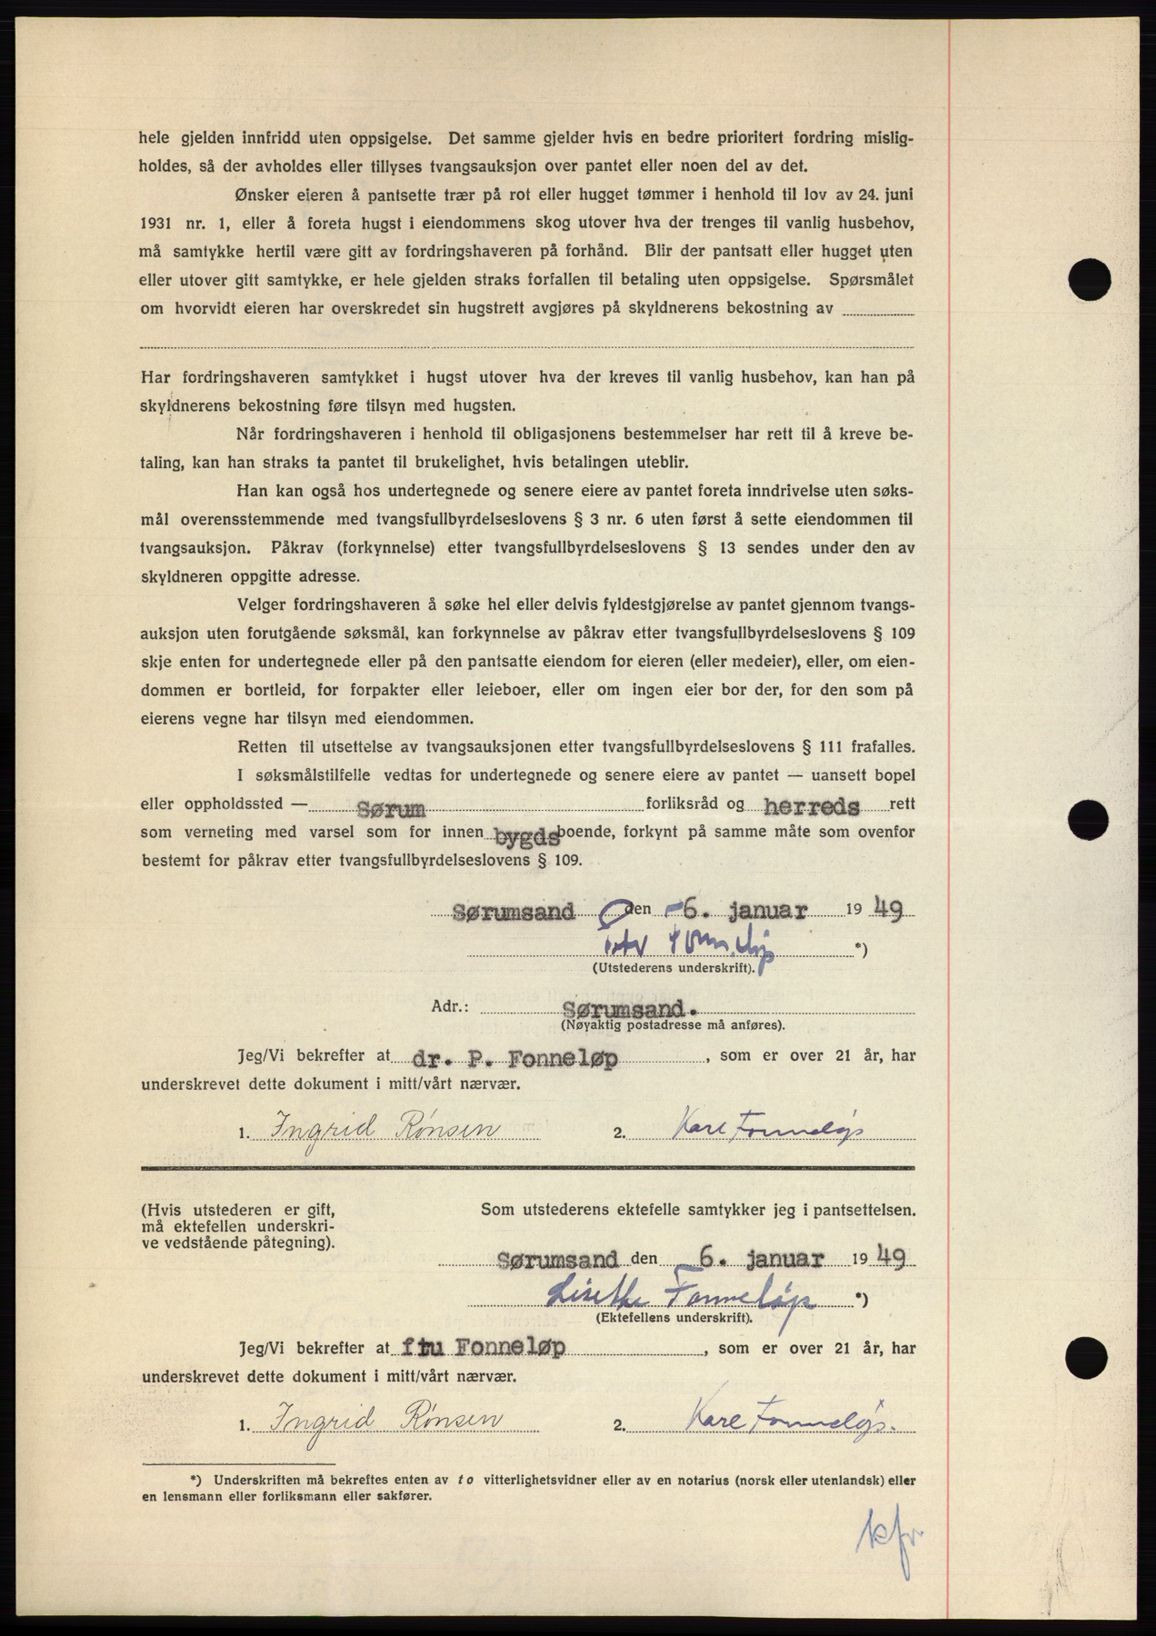 hele gjelden innfridd uten oppsigelse. Det samme gjelder hvis en bedre prioritert fordring mislig-
holdes, så der avholdes eller tillyses tvangsauksjon over pantet eller noen del av det.
Ønsker eieren å pantsette trær på rot eller hugget tømmer i henhold til lov av 24. juni
1931 nr. 1, eller å foreta hugst i eiendommens skog utover hva der trenges til vanlig husbehov,
må samtykke hertil være gitt av fordringshaveren på forhånd. Blir der pantsatt eller hugget uten
eller utover gitt samtykke, er hele gjelden straks forfallen til betaling uten oppsigelse. Spørsmålet
om hvorvidt eieren har overskredet sin hugstrett avgjøres på skyldnerens bekostning av
Har fordringshaveren samtykket i hugst utover hva der kreves til vanlig husbehov, kan han på
skyldnerens bekostning føre tilsyn med hugsten.
Når fordringshaveren i henhold til obligasjonens bestemmelser har rett til å kreve be-
taling, kan han straks ta pantet til brukelighet, hvis betalingen uteblir.
Han kan også hos undertegnede og senere eiere av pantet foreta inndrivelse uten søks-
mål overensstemmende med tvangsfullbyrdelseslovens § 3 nr. 6 uten først å sette eiendommen til
tvangsauksjon. Påkrav (forkynnelse) etter tvangsfullbyrdelseslovens § 13 sendes under den av
skyldneren oppgitte adresse.
Velger fordringshaveren å søke hel eller delvis fyldestgjørelse av pantet gjennom tvangs-
auksjon uten forutgående søksmål, kan forkynnelse av påkrav etter tvangsfullbyrdelseslovens § 109
skje enten for undertegnede eller på den pantsatte eiendom for eieren (eller medeier), eller, om eien-
dommen er bortleid, for forpakter eller leieboer, eller om ingen eier bor der, for den som på
eierens vegne har tilsyn med eiendommen.
Retten til utsettelse av tvangsauksjonen etter tvangsfullbyrdelseslovens § 111 frafalles.
I søksmålstilfelle vedtas for undertegnede og senere eiere av pantet — uansett bopel
eller oppholdssted — Sørum forliksråd og herreds rett
som verneting med varsel som for innen bygds boende, forkynt på samme måte som ovenfor
bestemt for påkrav etter tvangsfullbyrdelseslovens § 109.
Sørumsand den -6. januar 19 49
*)
(Utstederens underskrift).
Adr.: Sørumsand.
(Nøyaktig postadresse må anføres).
Jeg/Vi bekrefter at dr. P. Fonneløp, som er over 21 år, har
underskrevet dette dokument i mitt/vårt nærvær.
1. Ingrid Rønsen 2. Kare Fonneløp
(Hvis utstederen er gift, Som utstederens ektefelle samtykker jeg i pantsettelsen.
må ektefellen underskri-
ve vedstående påtegning).
Sørumsand den 6. januar 19 49
Lisethe Fonneløp *)
(Ektefellens underskrift).
Jeg/Vi bekrefter at fru Fonneløp, som er over 21 år, har
underskrevet dette dokument i mitt/vårt nærvær.
1. Ingrid Rønsen 2. Kare Fonneløp.
*) Underskriften må bekreftes enten av to vitterlighetsvidner eller av en notarius (norsk eller utenlandsk) eller
en lensmann eller forliksmann eller sakfører.
kfr.